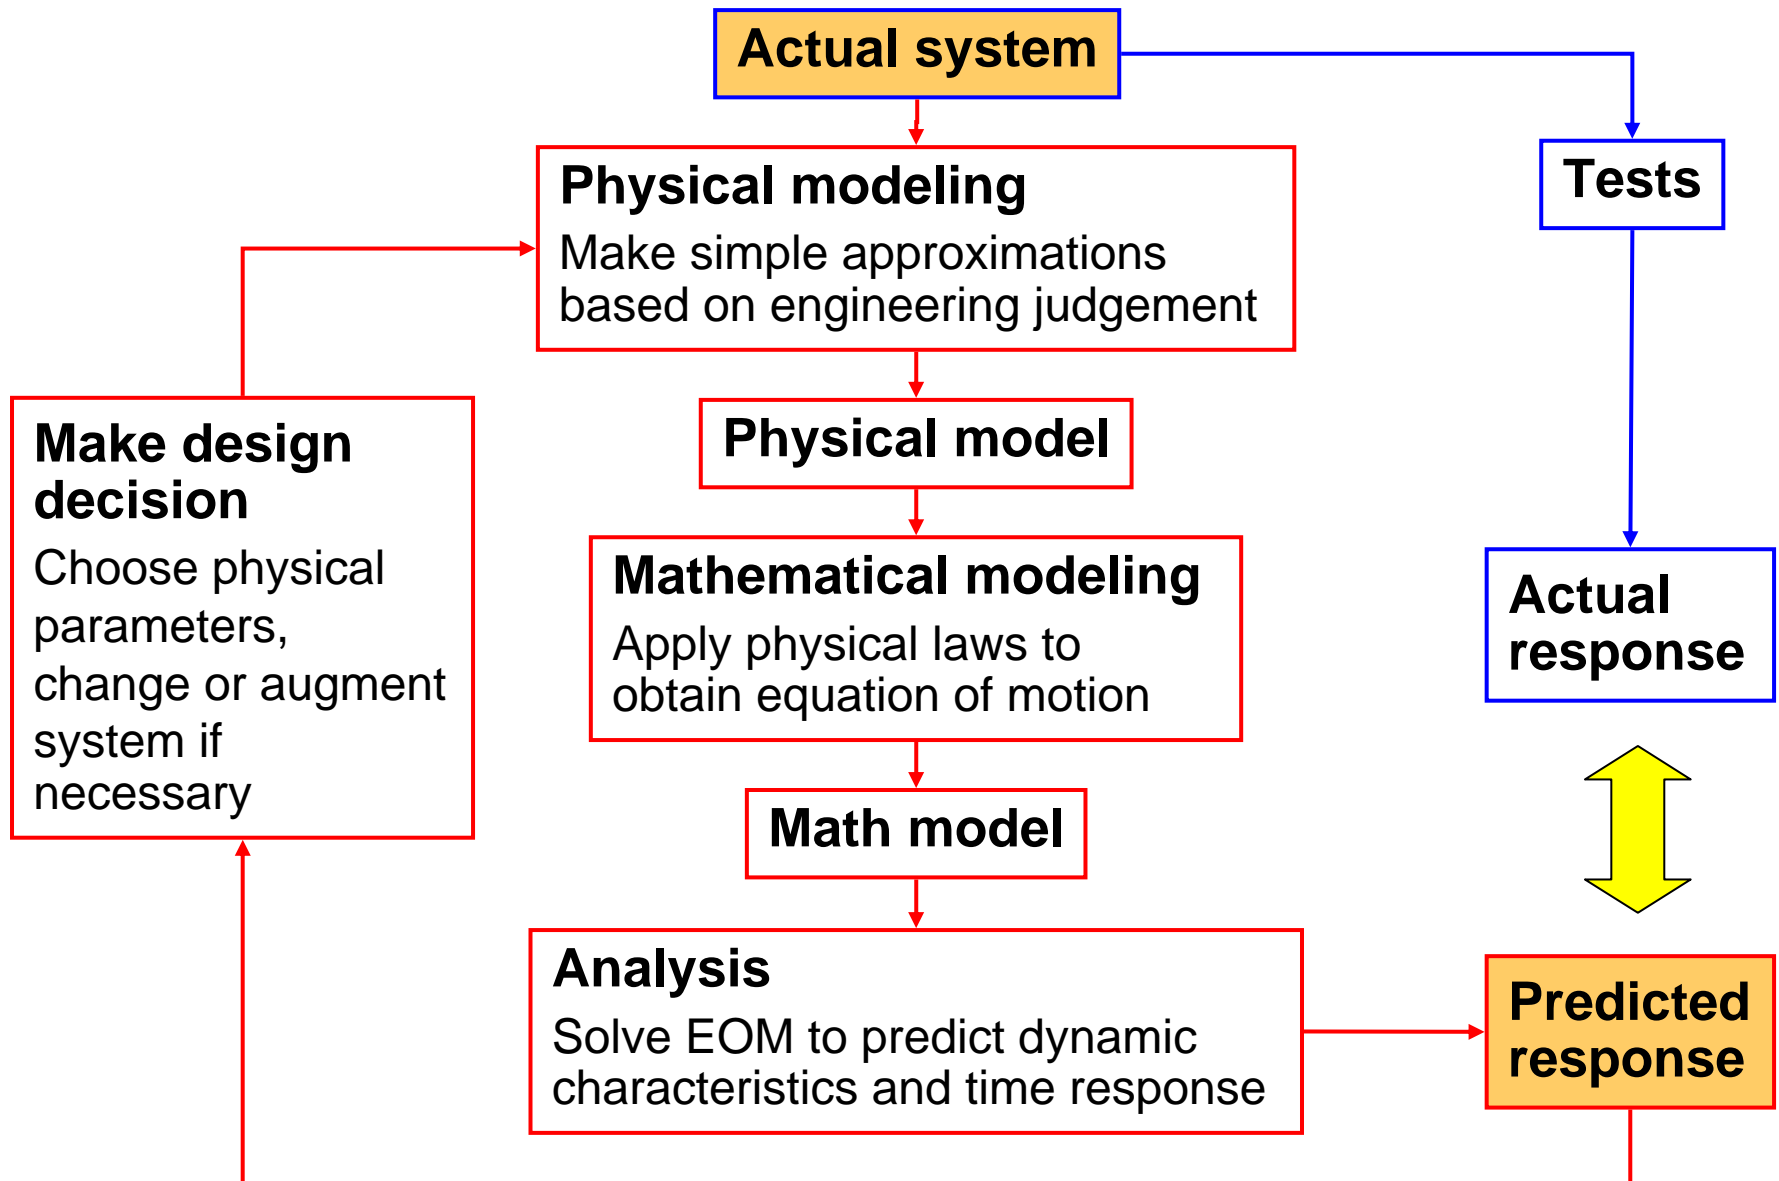 Actual system
Physical modeling
Make simple approximations
based on engineering judgement
Tests
Physical model
Make design
decision
Choose physical
parameters,
change or augment
system if
necessary
Mathematical modeling
Apply physical laws to
obtain equation of motion
Actual
response
Math model
Analysis
Solve EOM to predict dynamic
characteristics and time response
Predicted
response